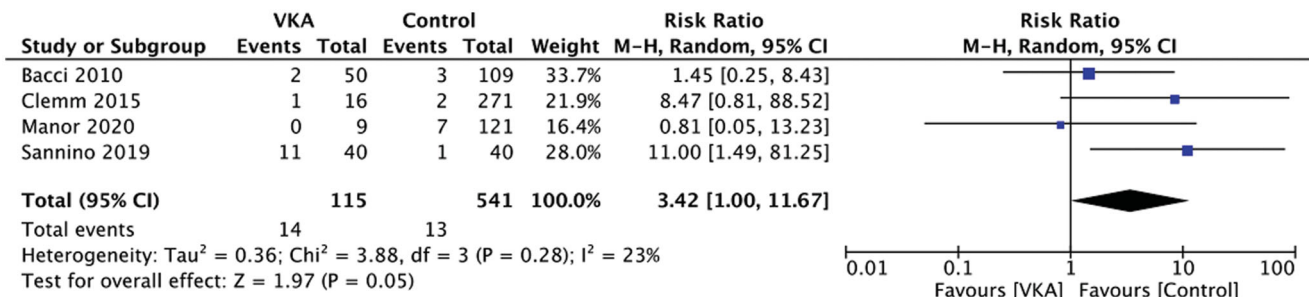 VKA Control Risk Ratio Risk Ratio
Study or Subgroup Events Total Events Total Weight M-H, Random, 95% CI M-H, Random, 95% CI
Bacci 2010 2 50 3 109 33.7% 1.45 [0.25, 8.43]
Clemm 2015 1 16 2 271 21.9% 8.47 [0.81, 88.52]
Manor 2020 0 9 7 121 16.4% 0.81 [0.05, 13.23]
Sannino 2019 11 40 1 40 28.0% 11.00 [1.49, 81.25]
Total (95% CI) 115 541 100.0% 3.42 [1.00, 11.67]
Total events 14 13
Heterogeneity: Tau² = 0.36; Chi² = 3.88, df = 3 (P = 0.28); I² = 23%
Test for overall effect: Z = 1.97 (P = 0.05)
0.01 0.1 1 10 100
Favours [VKA] Favours [Control]